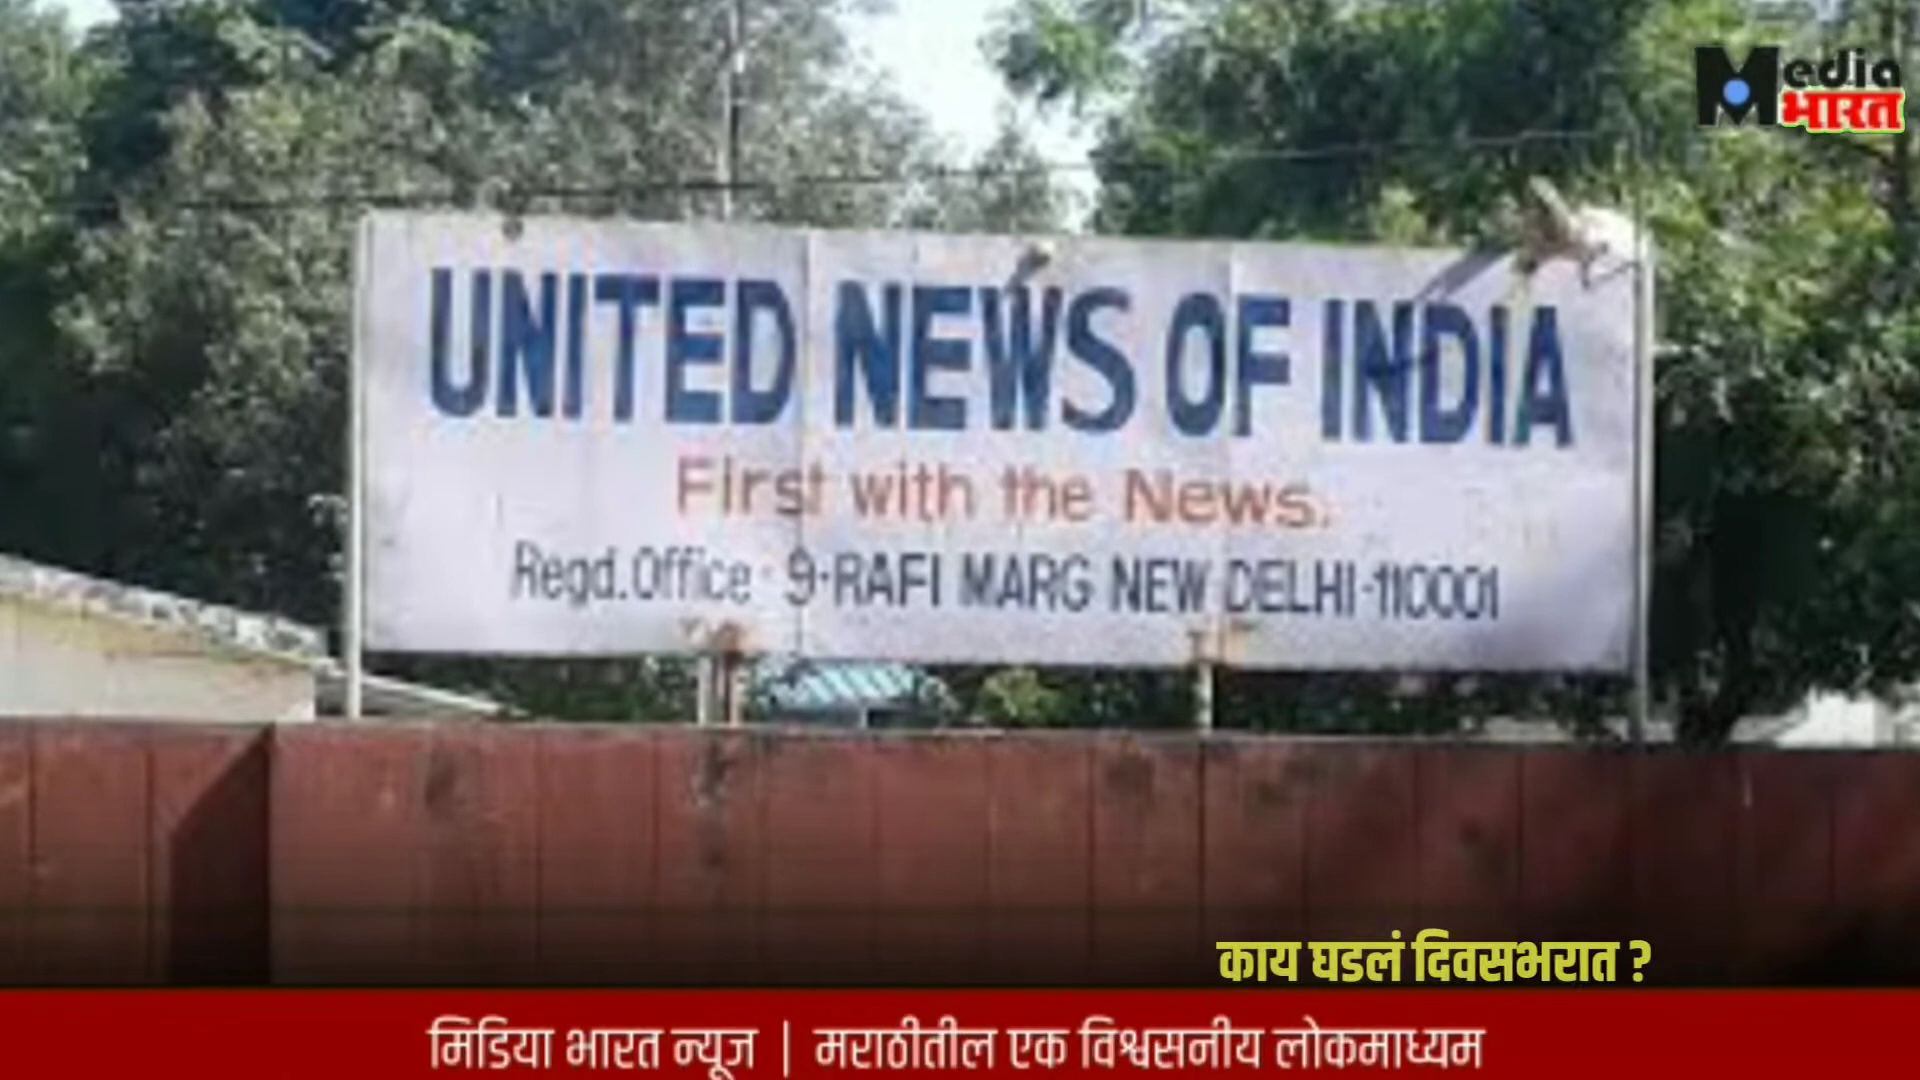 Media
भारत
UNITED NEWS OF INDIA
First with the News.
Regd. Office: 9-RAFI MARG NEW DELHI-110001
काय घडलं दिवसभरात ?
मिडिया भारत न्यूज | मराठीतील एक विश्वसनीय लोकमाध्यम